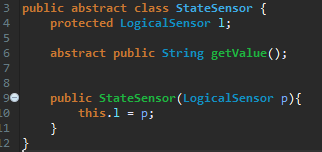 3 public abstract class StateSensor {
4 protected LogicalSensor l;
5
6 abstract public String getValue();
7
8
9 public StateSensor(LogicalSensor p){
10 this.l = p;
11 }
12 }